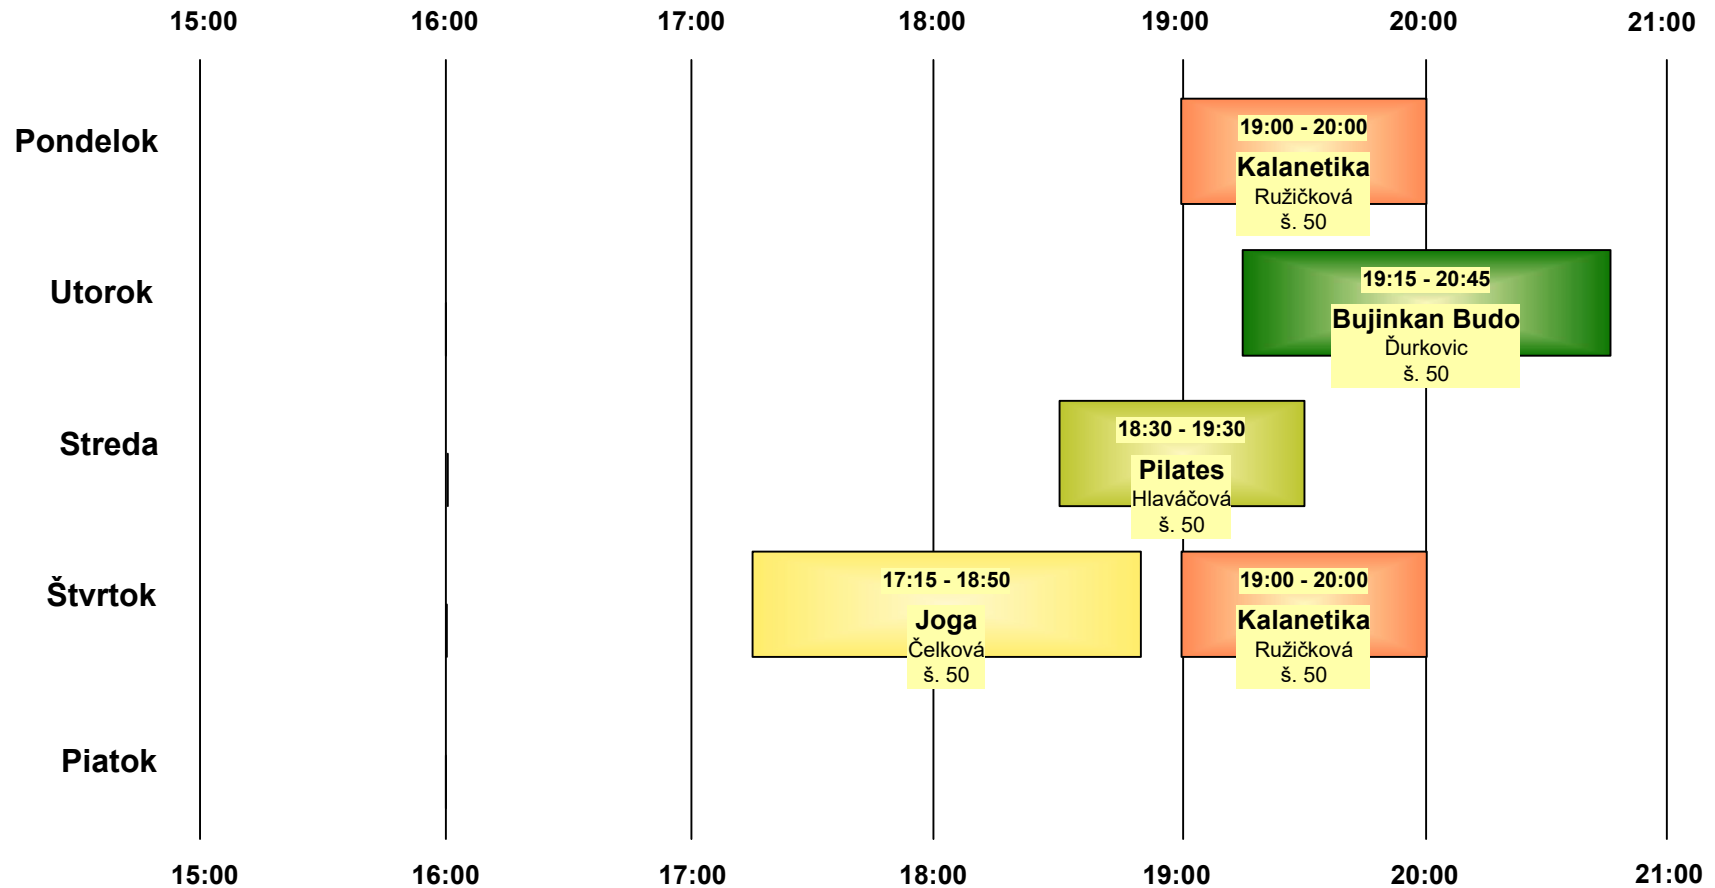 15:00 16:00 17:00 18:00 19:00 20:00 21:00
Pondelok
19:00 - 20:00
Kalanetika
Ružičková
š. 50
Utorok
19:15 - 20:45
Bujinkan Budo
Ďurkovic
š. 50
Streda
18:30 - 19:30
Pilates
Hlaváčová
š. 50
Štvrtok
17:15 - 18:50
Joga
Čelková
š. 50
19:00 - 20:00
Kalanetika
Ružičková
š. 50
Piatok
15:00 16:00 17:00 18:00 19:00 20:00 21:00